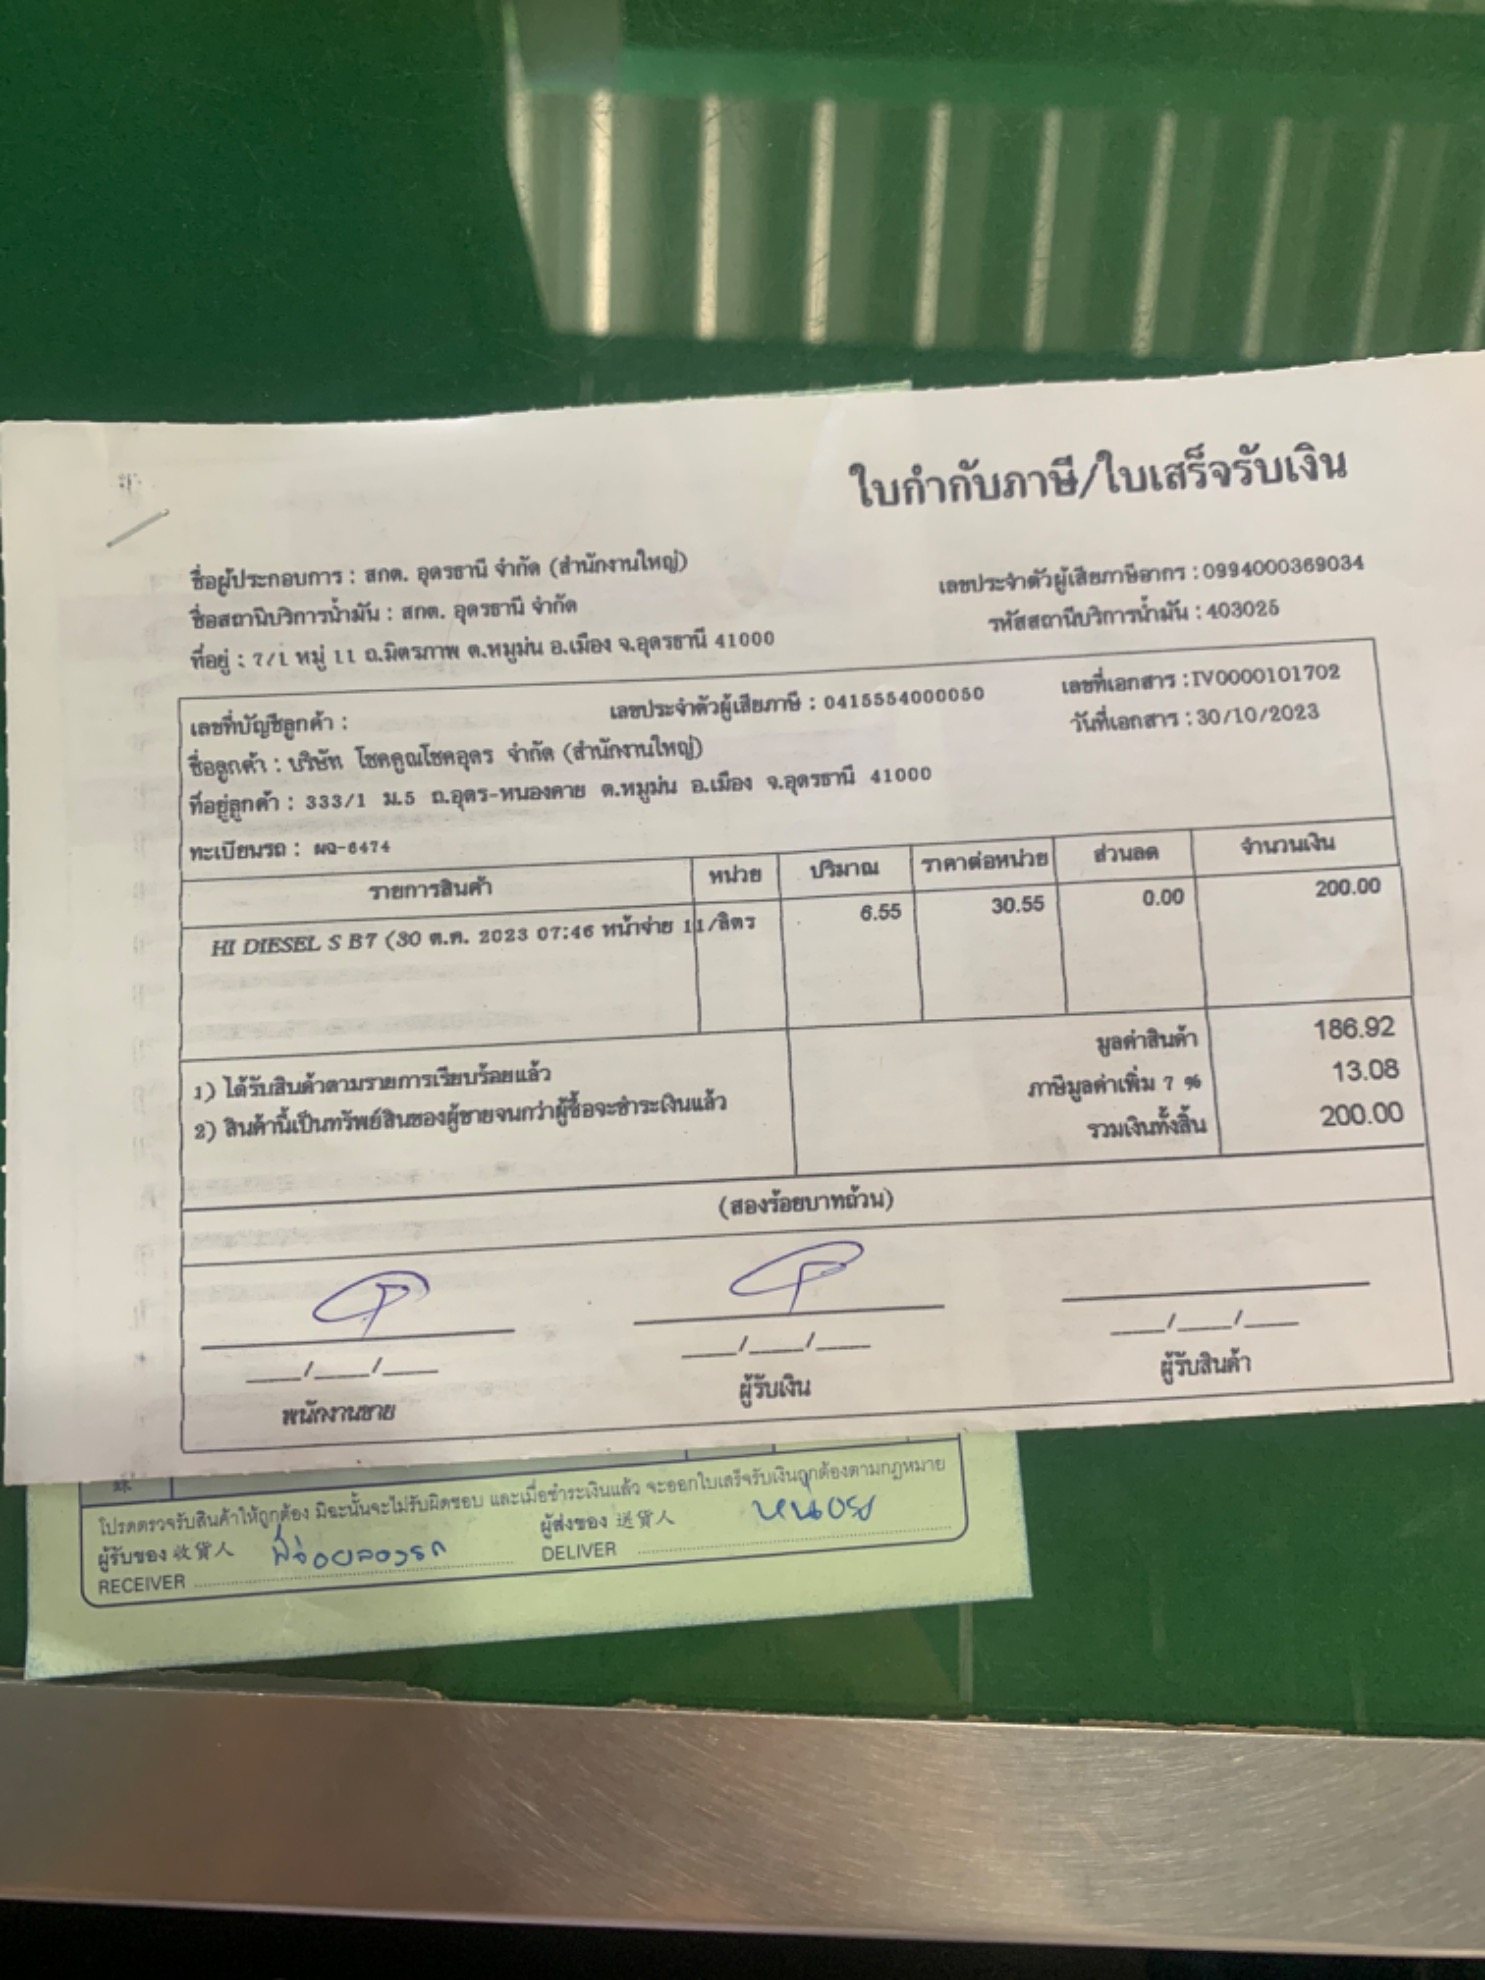 ใบกำกับภาษี/ใบเสร็จรับเงิน
ชื่อผู้ประกอบการ : สกต. อุดรธานี จำกัด (สำนักงานใหญ่)
เลขประจำตัวผู้เสียภาษีอากร : 0994000369034
ชื่อสถานีบริการน้ำมัน : สกต. อุดรธานี จำกัด
รหัสสถานีบริการน้ำมัน : 403025
ที่อยู่ : 7/1 หมู่ 11 ถ.มิตรภาพ ต.หมูม่น อ.เมือง จ.อุดรธานี 41000
เลขที่บัญชีลูกค้า : เลขประจำตัวผู้เสียภาษี : 0415554000050 เลขที่เอกสาร : IV0000101702
ชื่อลูกค้า : บริษัท โชคคูณโชคอุดร จำกัด (สำนักงานใหญ่) วันที่เอกสาร : 30/10/2023
ที่อยู่ลูกค้า : 333/1 ม.5 ถ.อุดร-หนองคาย ต.หมูม่น อ.เมือง จ.อุดรธานี 41000
ทะเบียนรถ : ผฉ-6474
รายการสินค้า หน่วย ปริมาณ ราคาต่อหน่วย ส่วนลด จำนวนเงิน
HI DIESEL S B7 (30 ต.ค. 2023 07:46 หน้าจ่าย 11/ลิตร 6.55 30.55 0.00 200.00
1) ได้รับสินค้าตามรายการเรียบร้อยแล้ว
2) สินค้านี้เป็นทรัพย์สินของผู้ขายจนกว่าผู้ซื้อจะชำระเงินแล้ว
มูลค่าสินค้า 186.92
ภาษีมูลค่าเพิ่ม 7 % 13.08
รวมเงินทั้งสิ้น 200.00
(สองร้อยบาทถ้วน)
___/___/___ ___/___/___ ___/___/___
พนักงานขาย ผู้รับเงิน ผู้รับสินค้า
โปรดตรวจรับสินค้าให้ถูกต้อง มิฉะนั้นจะไม่รับผิดชอบ และเมื่อชำระเงินแล้ว จะออกใบเสร็จรับเงินถูกต้องตามกฎหมาย
ผู้รับของ 收貨人 ผู้ส่งของ 送貨人 หน่อย
RECEIVER DELIVER